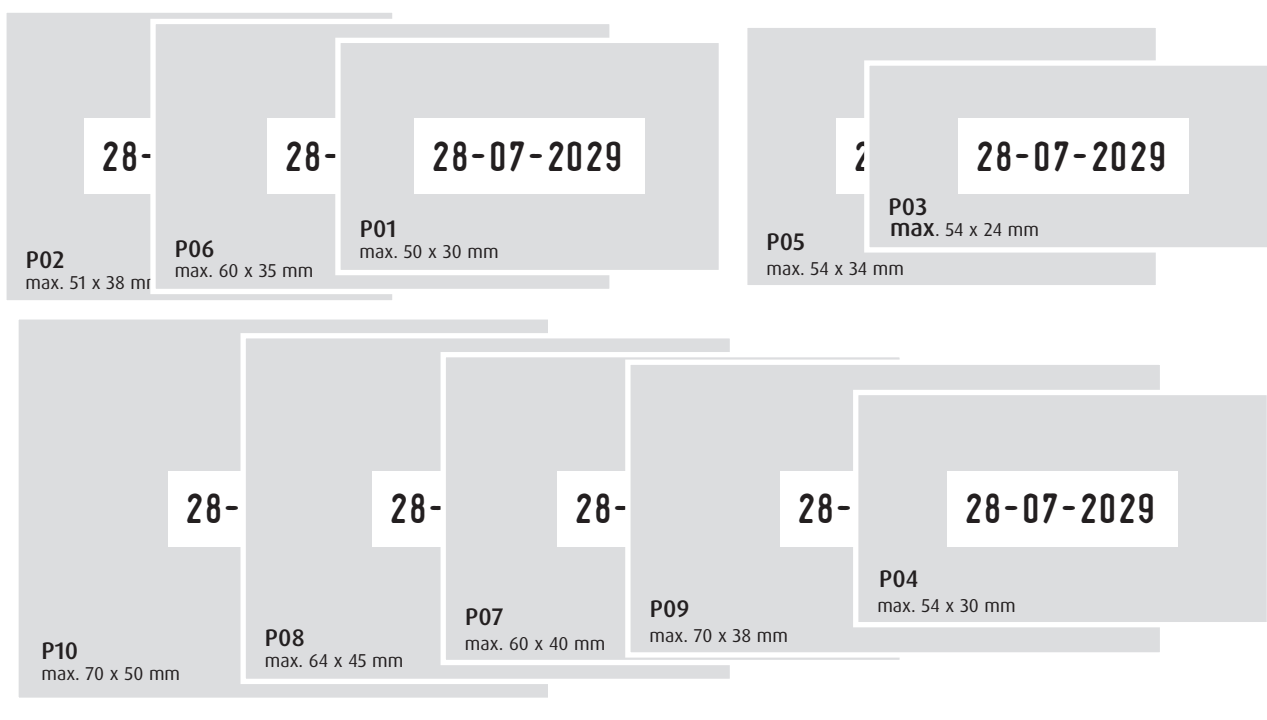 28-
28-
28-07-2029
P02
max. 51 x 38 mm
P06
max. 60 x 35 mm
P01
max. 50 x 30 mm
2
28-07-2029
P05
max. 54 x 34 mm
P03
max. 54 x 24 mm
28-
28-
28-
28-
28-07-2029
P10
max. 70 x 50 mm
P08
max. 64 x 45 mm
P07
max. 60 x 40 mm
P09
max. 70 x 38 mm
P04
max. 54 x 30 mm